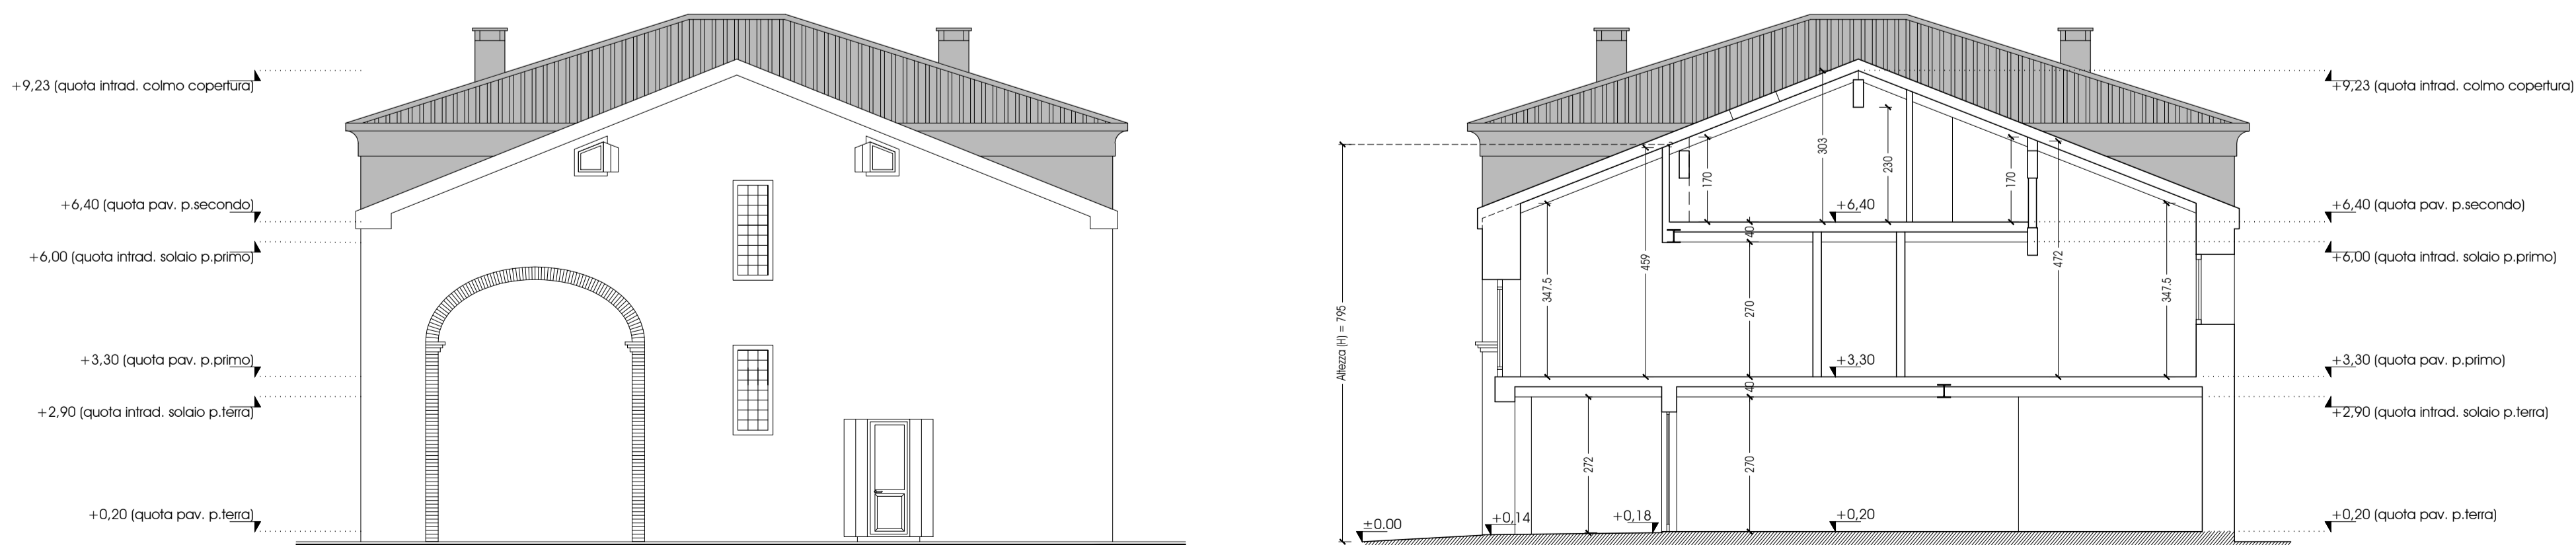 +9,23 (quota intrad. colmo copertura)
+6,40 (quota pav. p.secondo)
+6,00 (quota intrad. solaio p.primo)
+3,30 (quota pav. p.primo)
+2,90 (quota intrad. solaio p.terra)
+0,20 (quota pav. p.terra)
Altezza (H) = 795
±0.00
+0,14
+0,18
+0,20
+3,30
+6,40
347.5
459
170
303
230
170
40
270
472
347.5
40
272
270
+9,23 (quota intrad. colmo copertura)
+6,40 (quota pav. p.secondo)
+6,00 (quota intrad. solaio p.primo)
+3,30 (quota pav. p.primo)
+2,90 (quota intrad. solaio p.terra)
+0,20 (quota pav. p.terra)